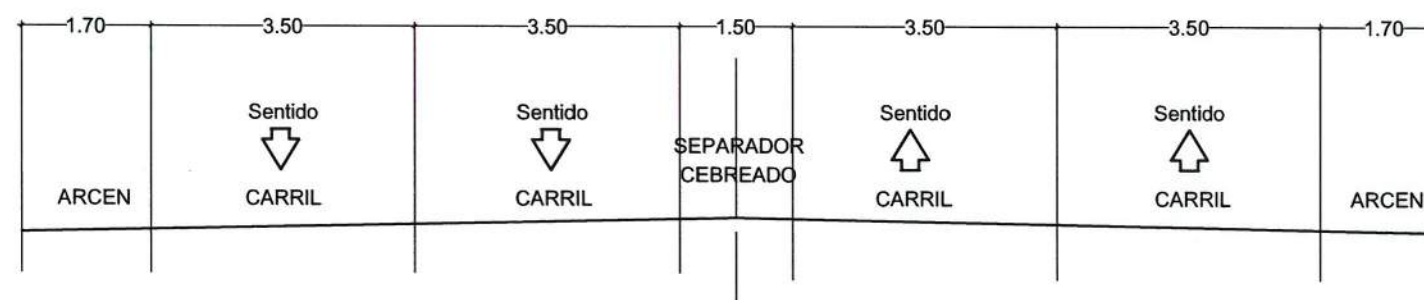 1.70 3.50 3.50 1.50 3.50 3.50 1.70
Sentido Sentido Sentido Sentido
SEPARADOR
CEBREADO
ARCEN CARRIL CARRIL CARRIL CARRIL ARCEN